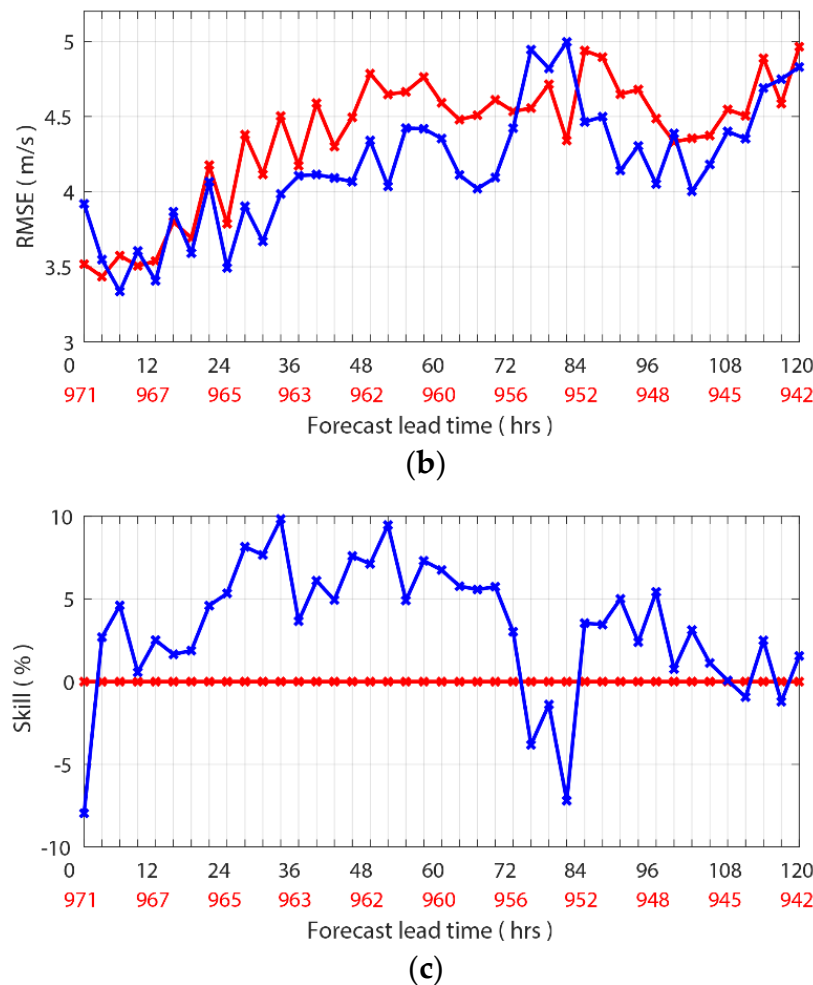 5
4.5
4
3.5
3
RMSE ( m/s )
0 12 24 36 48 60 72 84 96 108 120
971 967 965 963 962 960 956 952 948 945 942
Forecast lead time ( hrs )
(b)
10
5
0
-5
-10
Skill ( % )
0 12 24 36 48 60 72 84 96 108 120
971 967 965 963 962 960 956 952 948 945 942
Forecast lead time ( hrs )
(c)